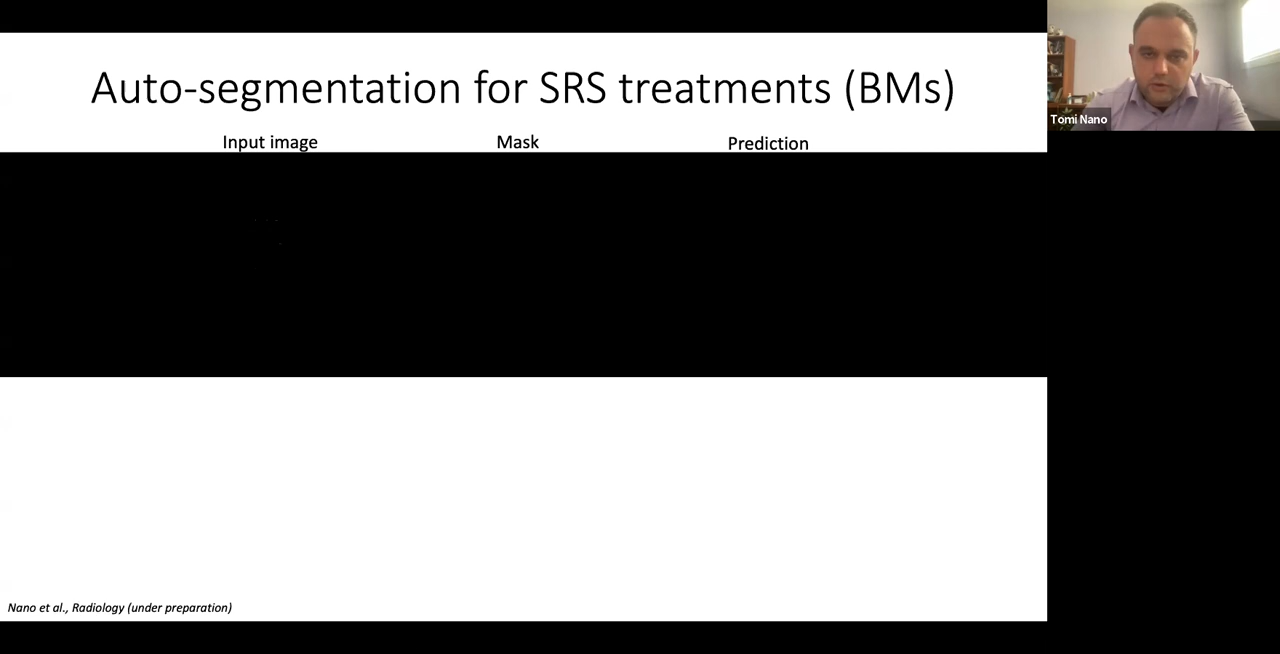 Auto-segmentation for SRS treatments (BMs)
Input image
Mask
Prediction
Nano et al., Radiology (under preparation)
Tomi Nano